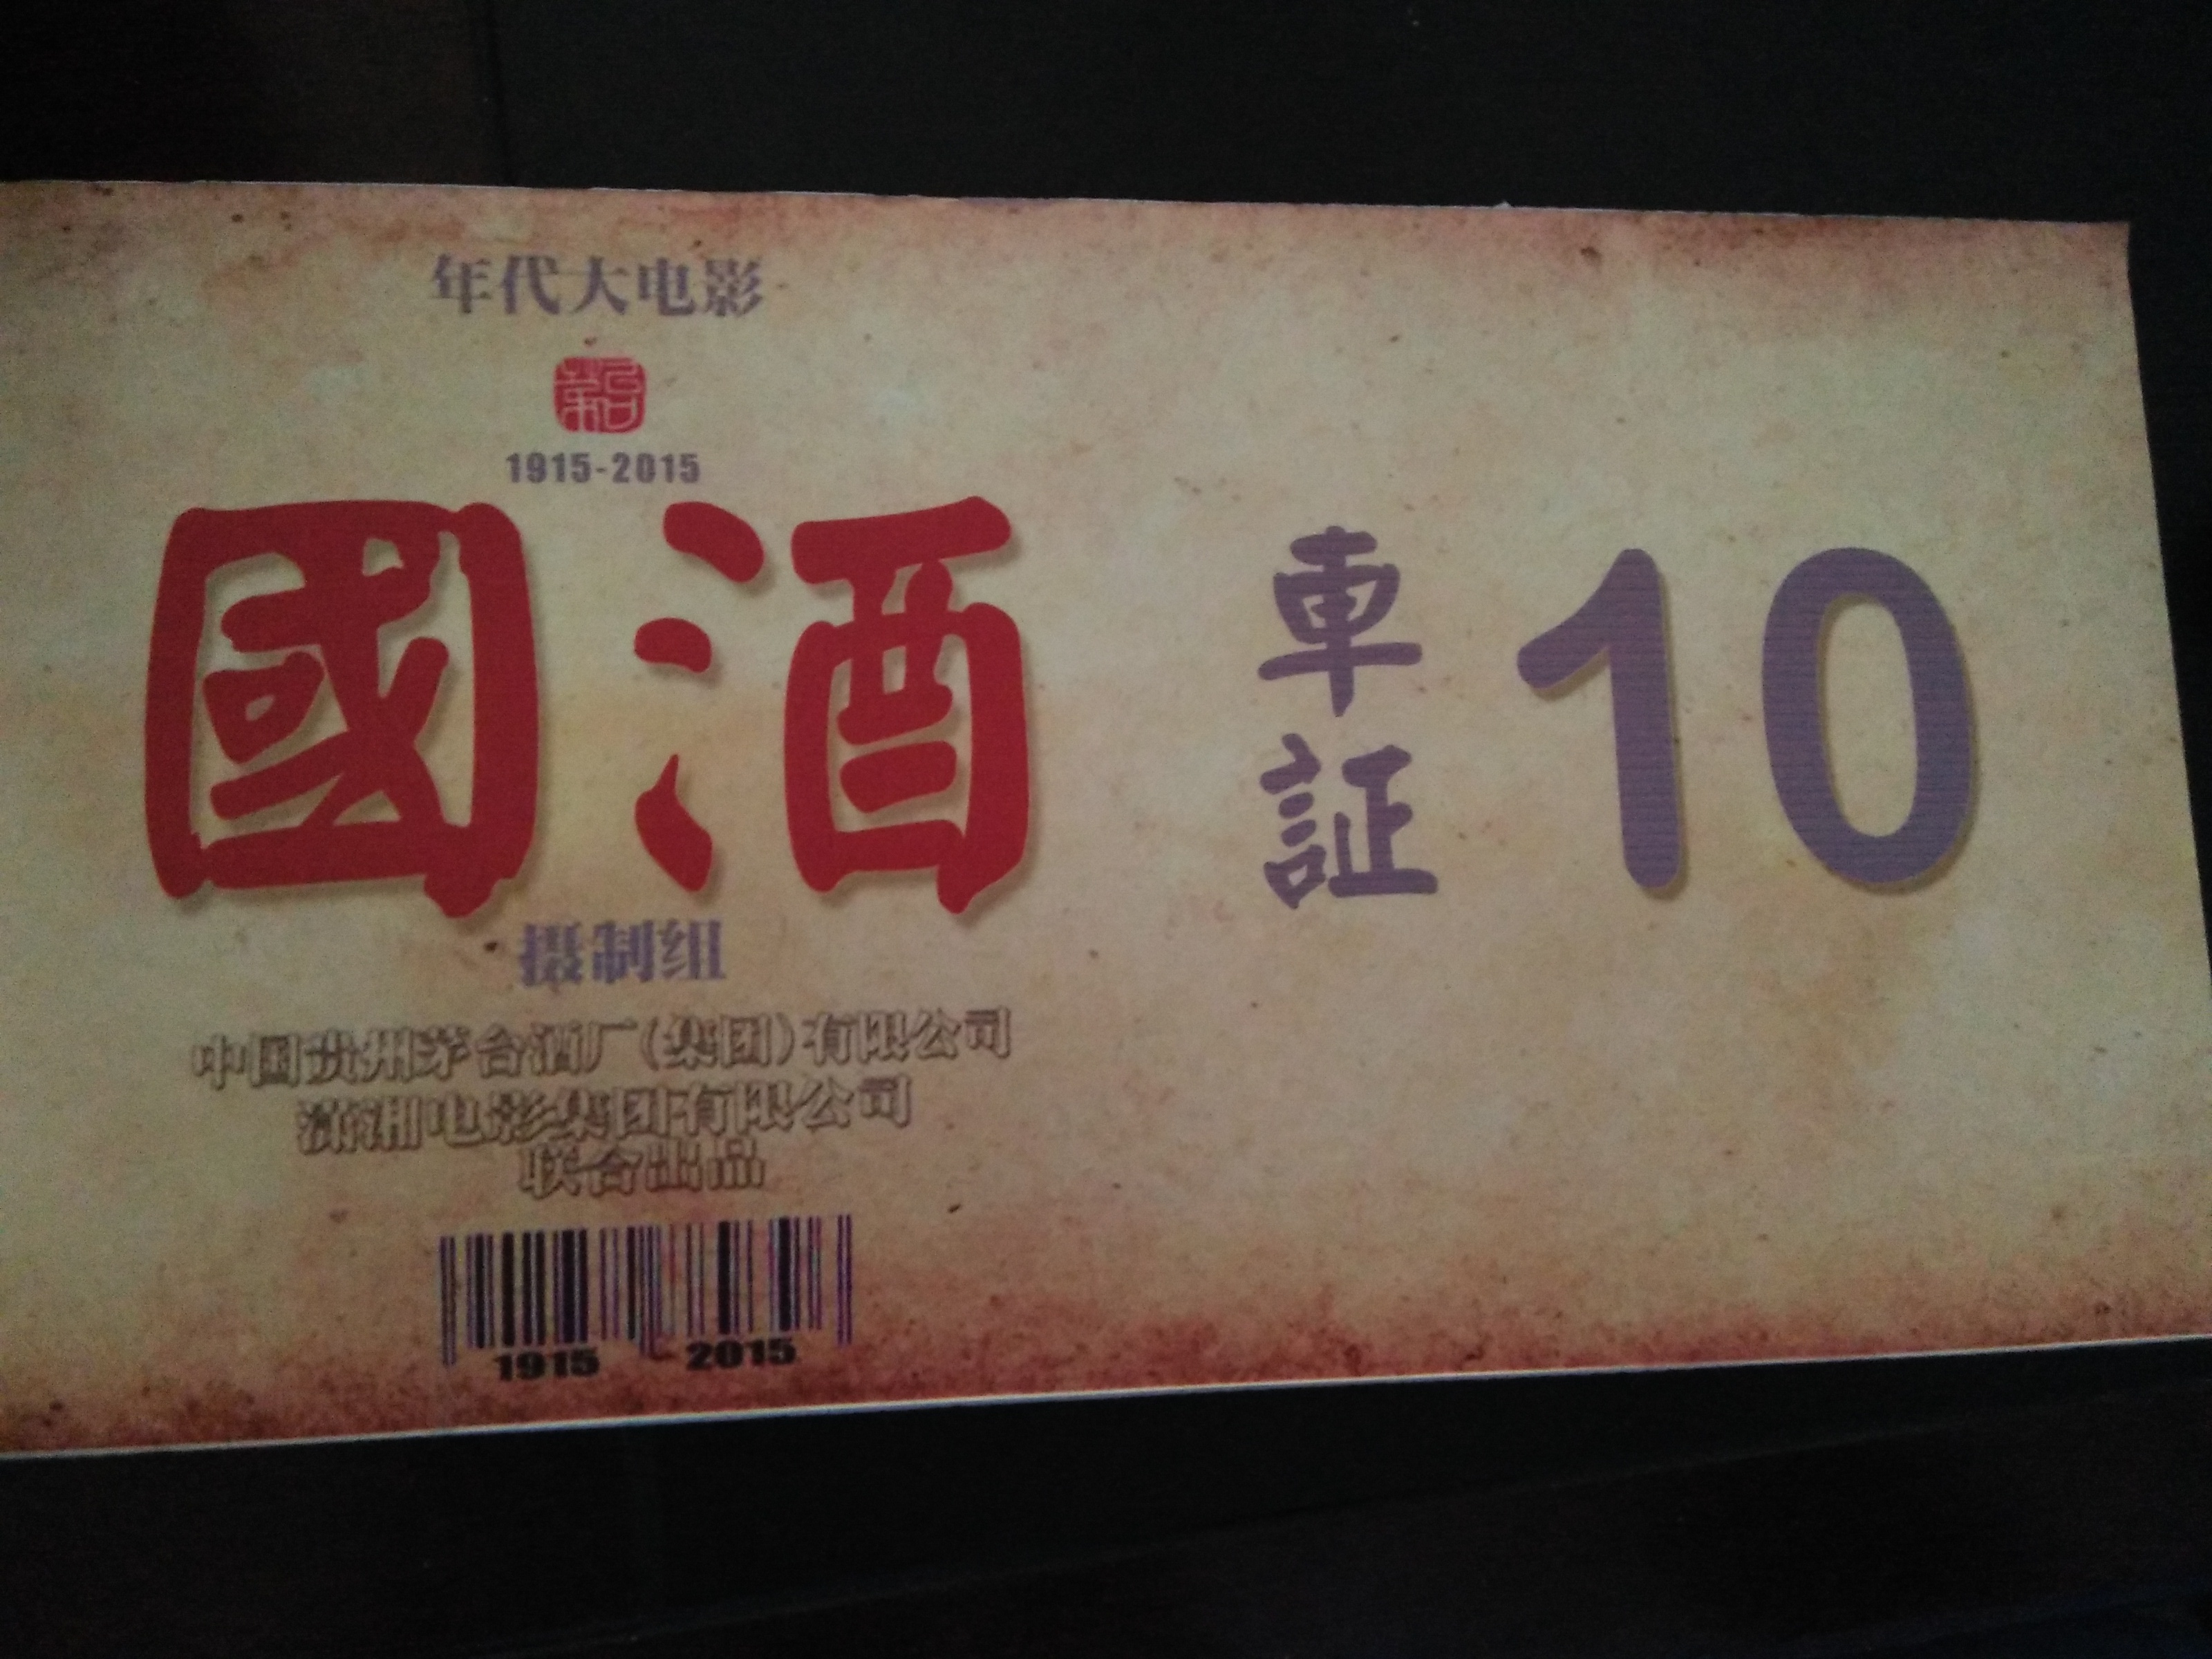 年代大电影
茅台
1915-2015
國酒
車証
10
摄制组
中国贵州茅台酒厂(集团)有限公司
潇湘电影集团有限公司
联合出品
1915 2015